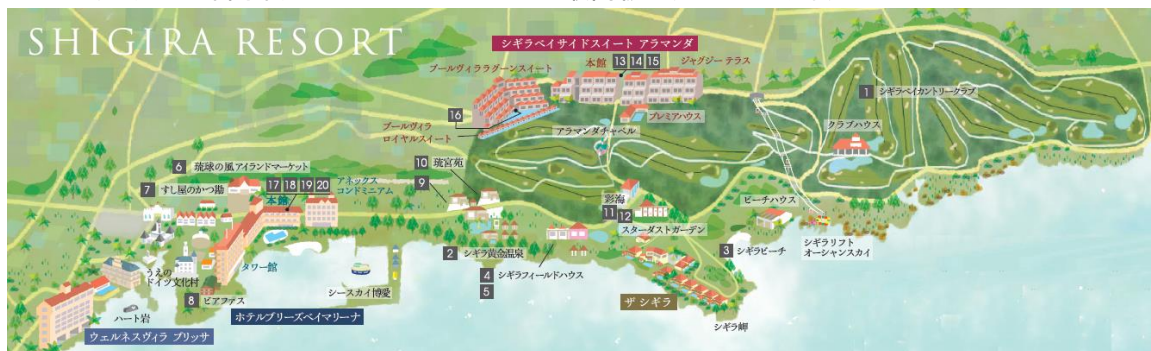 SHIGIRA RESORT
シギラベイサイドスイート アラマンダ
プールヴィララグーンスイート
本館 13 14 15
ジャグジー テラス
プレミアハウス
16
プールヴィラ
ロイヤルスイート
アラマンダチャペル
1 シギラベイカントリークラブ
クラブハウス
6 琉球の風アイランドマーケット
7 すし屋のかつ勘
17 18 19 20
本館
アネックス
コンドミニアム
10 琉宮苑
9
彩海
11 12
スターダストガーデン
ビーチハウス
シギラリフト
オーシャンスカイ
3 シギラビーチ
2 シギラ黄金温泉
4 シギラフィールドハウス
5
うえの
ドイツ文化村
タワー館
シースカイ博愛
8 ビアファス
ハート岩
ホテルブリーズベイマリーナ
ウェルネスヴィラ ブリッサ
ザ シギラ
シギラ岬